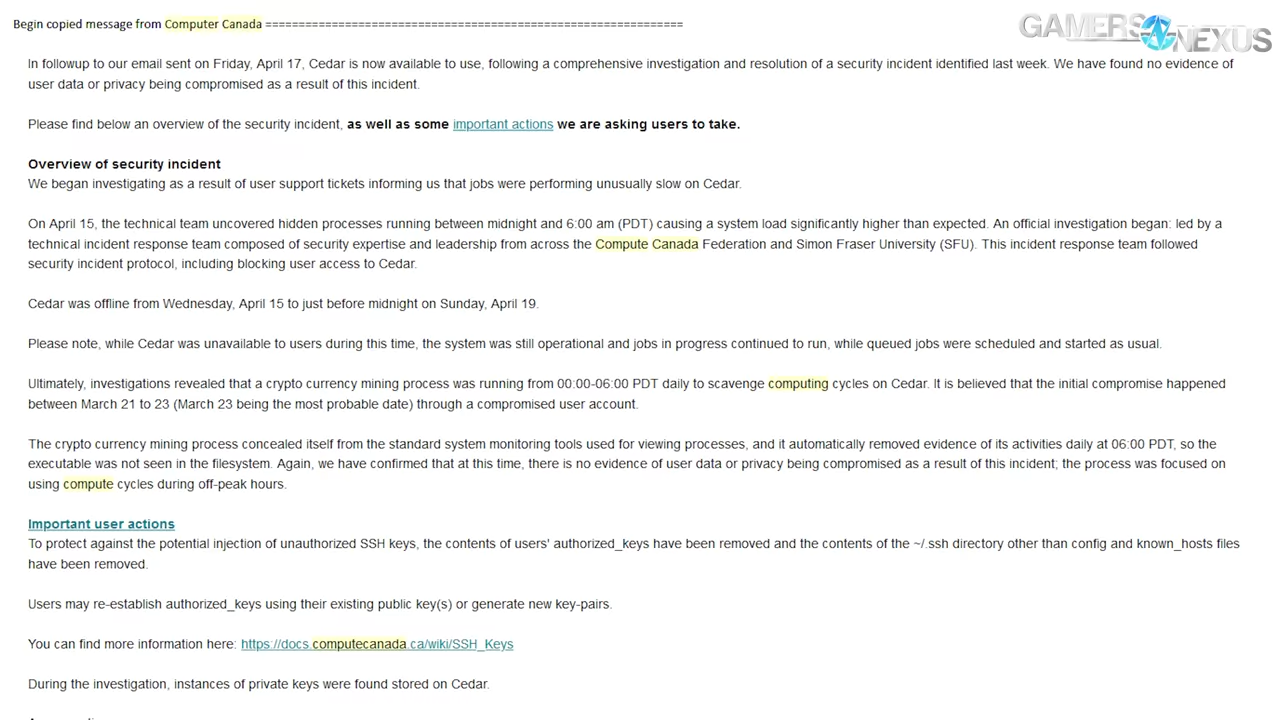 GAMERS NEXUS
Begin copied message from Computer Canada ================================================================
In followup to our email sent on Friday, April 17, Cedar is now available to use, following a comprehensive investigation and resolution of a security incident identified last week. We have found no evidence of
user data or privacy being compromised as a result of this incident.
Please find below an overview of the security incident, as well as some important actions we are asking users to take.
Overview of security incident
We began investigating as a result of user support tickets informing us that jobs were performing unusually slow on Cedar.
On April 15, the technical team uncovered hidden processes running between midnight and 6:00 am (PDT) causing a system load significantly higher than expected. An official investigation began: led by a
technical incident response team composed of security expertise and leadership from across the Compute Canada Federation and Simon Fraser University (SFU). This incident response team followed
security incident protocol, including blocking user access to Cedar.
Cedar was offline from Wednesday, April 15 to just before midnight on Sunday, April 19.
Please note, while Cedar was unavailable to users during this time, the system was still operational and jobs in progress continued to run, while queued jobs were scheduled and started as usual.
Ultimately, investigations revealed that a crypto currency mining process was running from 00:00-06:00 PDT daily to scavenge computing cycles on Cedar. It is believed that the initial compromise happened
between March 21 to 23 (March 23 being the most probable date) through a compromised user account.
The crypto currency mining process concealed itself from the standard system monitoring tools used for viewing processes, and it automatically removed evidence of its activities daily at 06:00 PDT, so the
executable was not seen in the filesystem. Again, we have confirmed that at this time, there is no evidence of user data or privacy being compromised as a result of this incident; the process was focused on
using compute cycles during off-peak hours.
Important user actions
To protect against the potential injection of unauthorized SSH keys, the contents of users' authorized_keys have been removed and the contents of the ~/.ssh directory other than config and known_hosts files
have been removed.
Users may re-establish authorized_keys using their existing public key(s) or generate new key-pairs.
You can find more information here: https://docs.computecanada.ca/wiki/SSH_Keys
During the investigation, instances of private keys were found stored on Cedar.